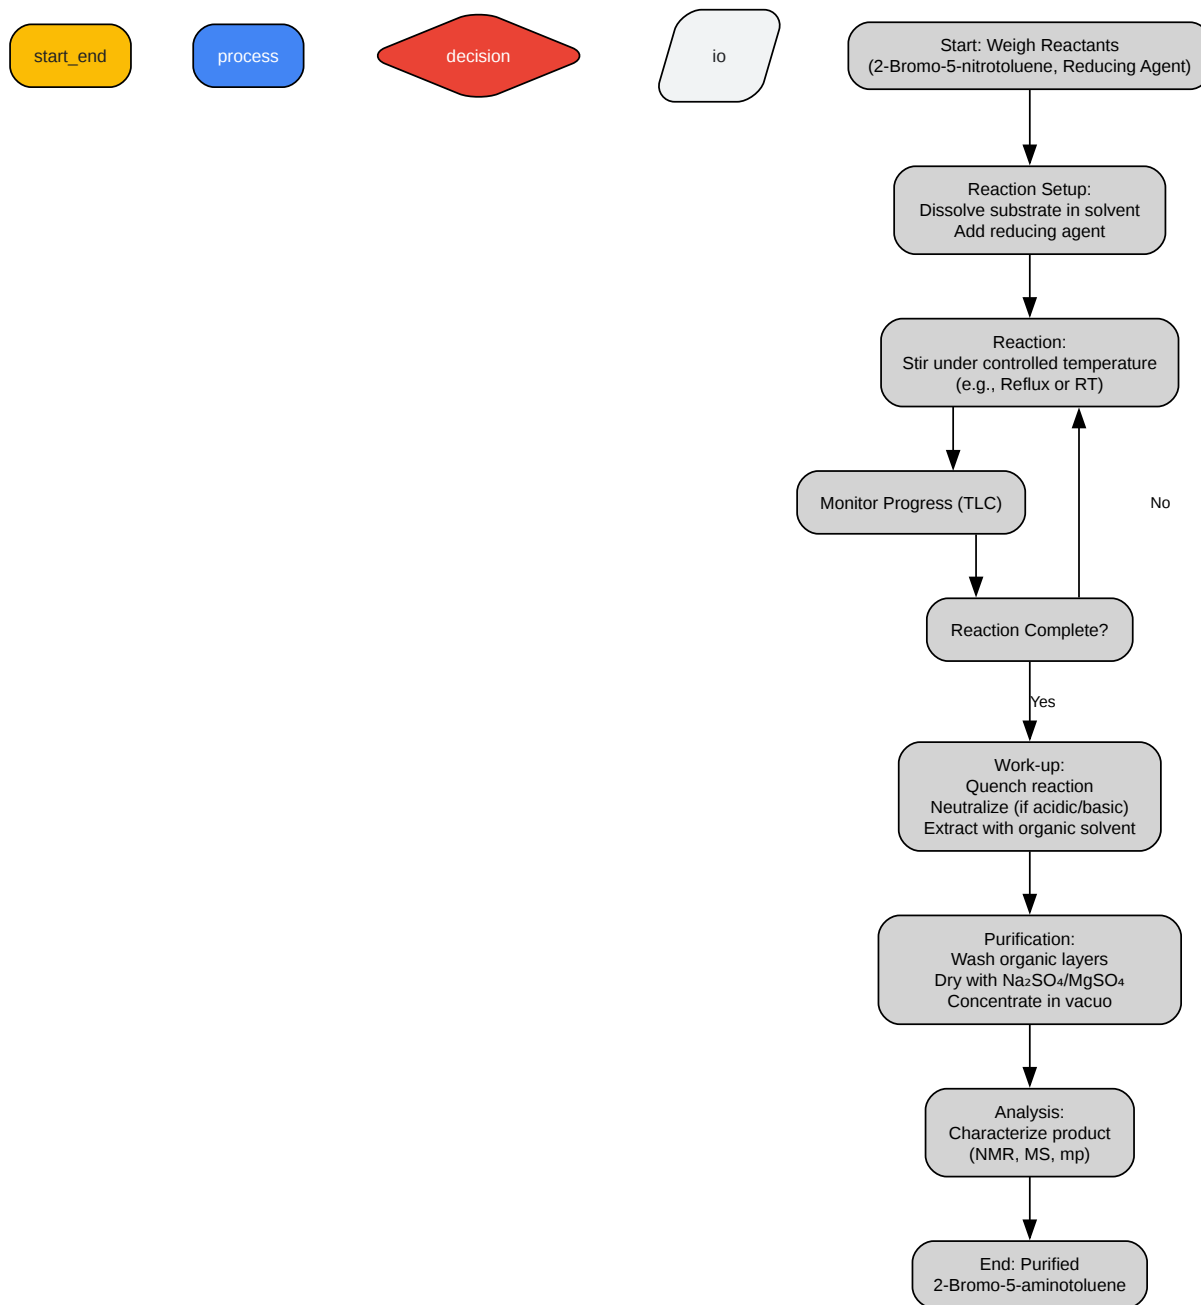 start_end
process
decision
io
Start: Weigh Reactants
(2-Bromo-5-nitrotoluene, Reducing Agent)
Reaction Setup:
Dissolve substrate in solvent
Add reducing agent
Reaction:
Stir under controlled temperature
(e.g., Reflux or RT)
Monitor Progress (TLC)
No
Reaction Complete?
Yes
Work-up:
Quench reaction
Neutralize (if acidic/basic)
Extract with organic solvent
Purification:
Wash organic layers
Dry with Na₂SO₄/MgSO₄
Concentrate in vacuo
Analysis:
Characterize product
(NMR, MS, mp)
End: Purified
2-Bromo-5-aminotoluene